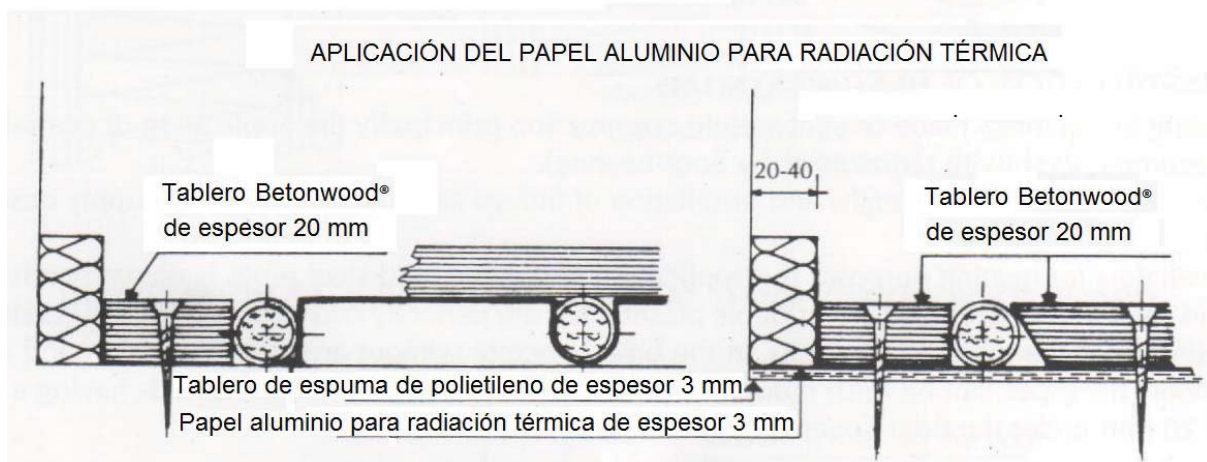 APLICACIÓN DEL PAPEL ALUMINIO PARA RADIACIÓN TÉRMICA
20-40
Tablero Betonwood®
de espesor 20 mm
Tablero Betonwood®
de espesor 20 mm
Tablero de espuma de polietileno de espesor 3 mm
Papel aluminio para radiación térmica de espesor 3 mm